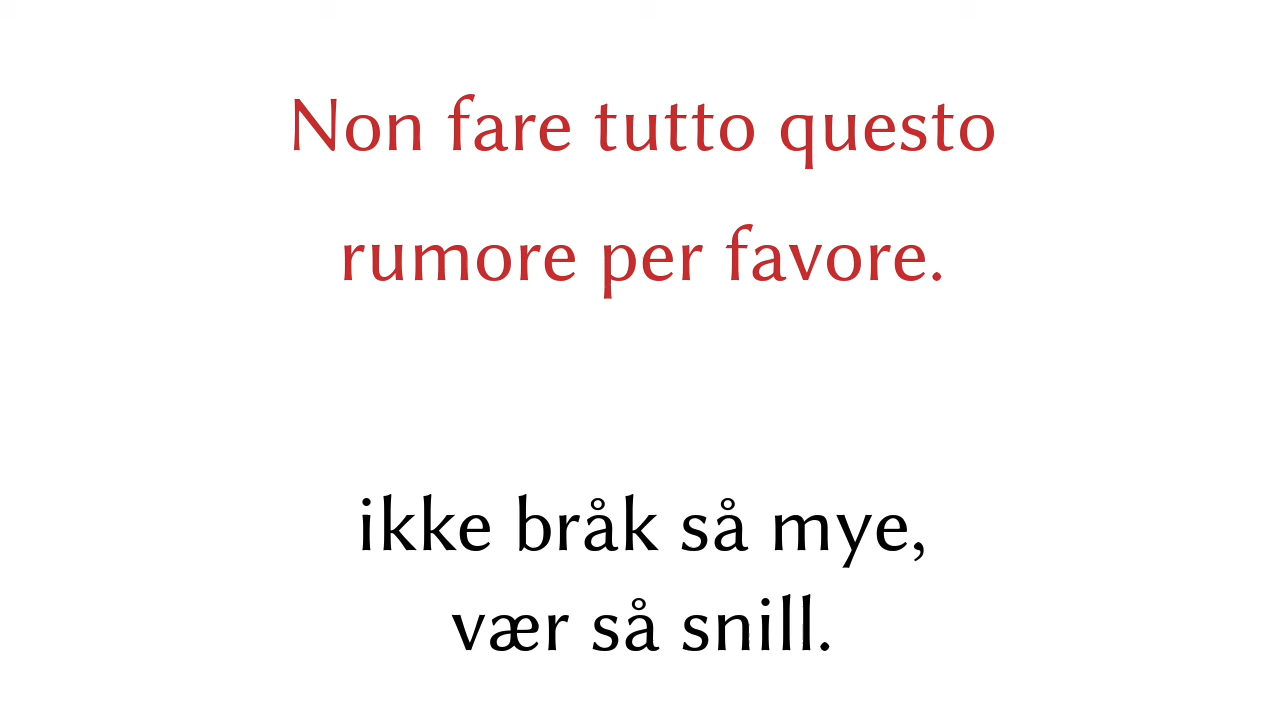 Non fare tutto questo
rumore per favore.
ikke bråk så mye,
vær så snill.